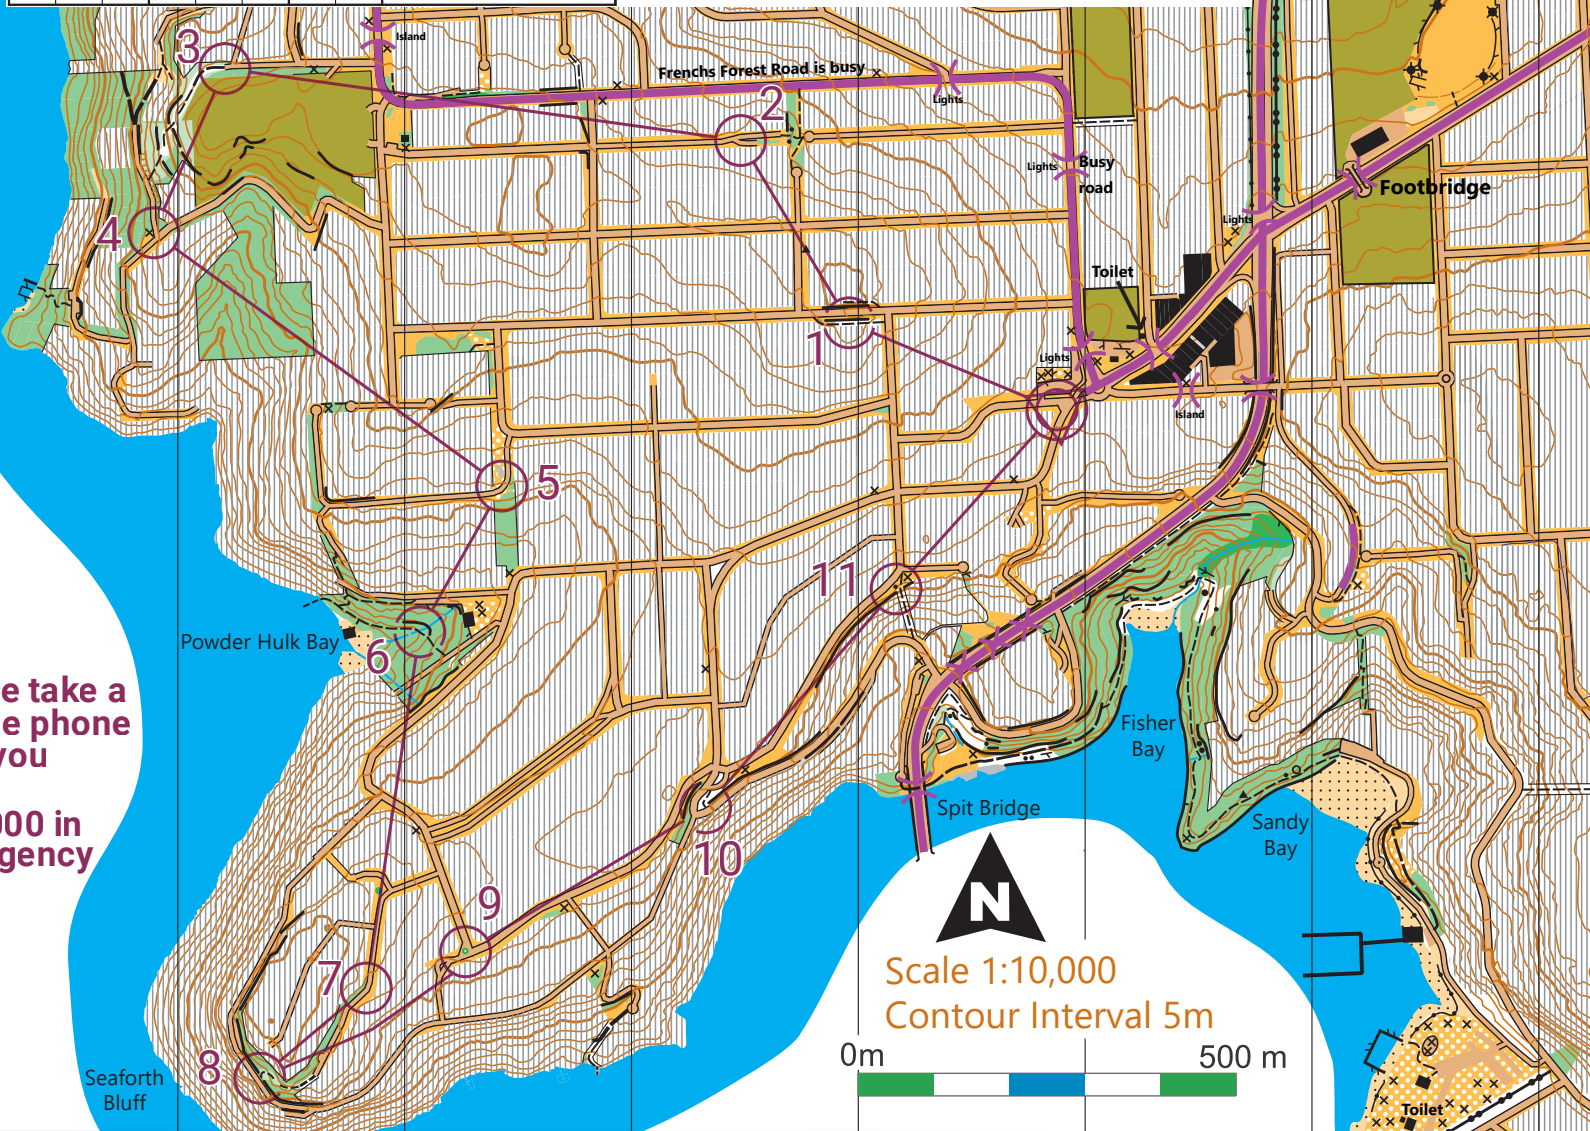 3
Island
Frenchs Forest Road is busy
2
Lights
Lights
Busy
road
Footbridge
Lights
4
Toilet
1
Lights
Island
5
11
Powder Hulk Bay
6
e take a
e phone
you
Fisher
Bay
Spit Bridge
Sandy
Bay
000 in
gency
10
9
N
7
Scale 1:10,000
Contour Interval 5m
0m
500 m
8
Seaforth
Bluff
Toilet